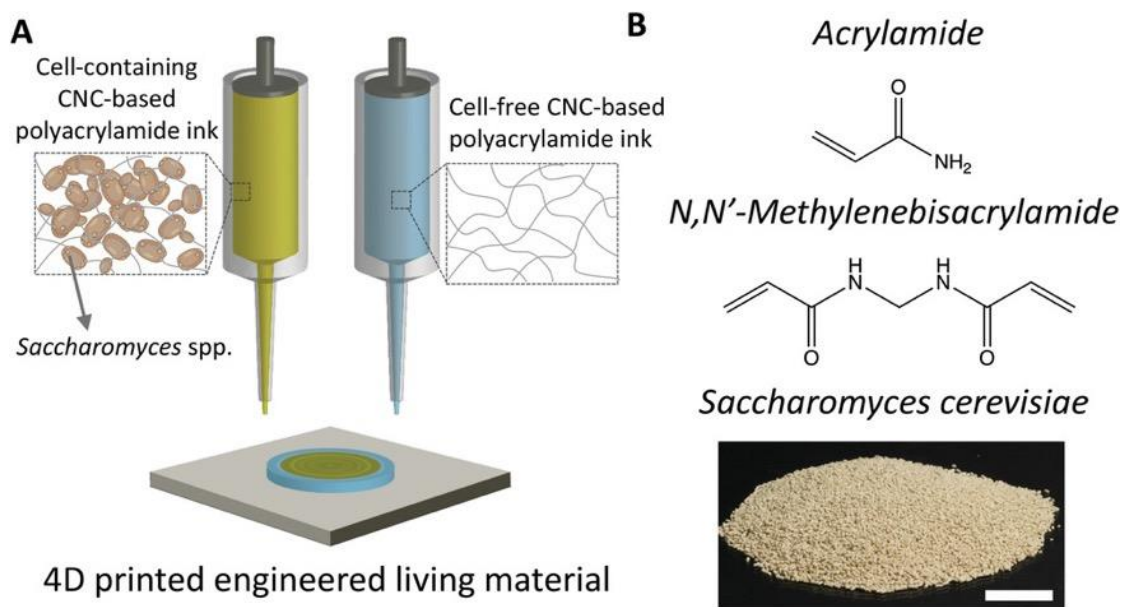 A
Cell-containing
CNC-based
polyacrylamide ink
Cell-free CNC-based
polyacrylamide ink
Saccharomyces spp.
4D printed engineered living material
B
Acrylamide
O
NH₂
N,N’-Methylenebisacrylamide
H H
N N
O O
Saccharomyces cerevisiae